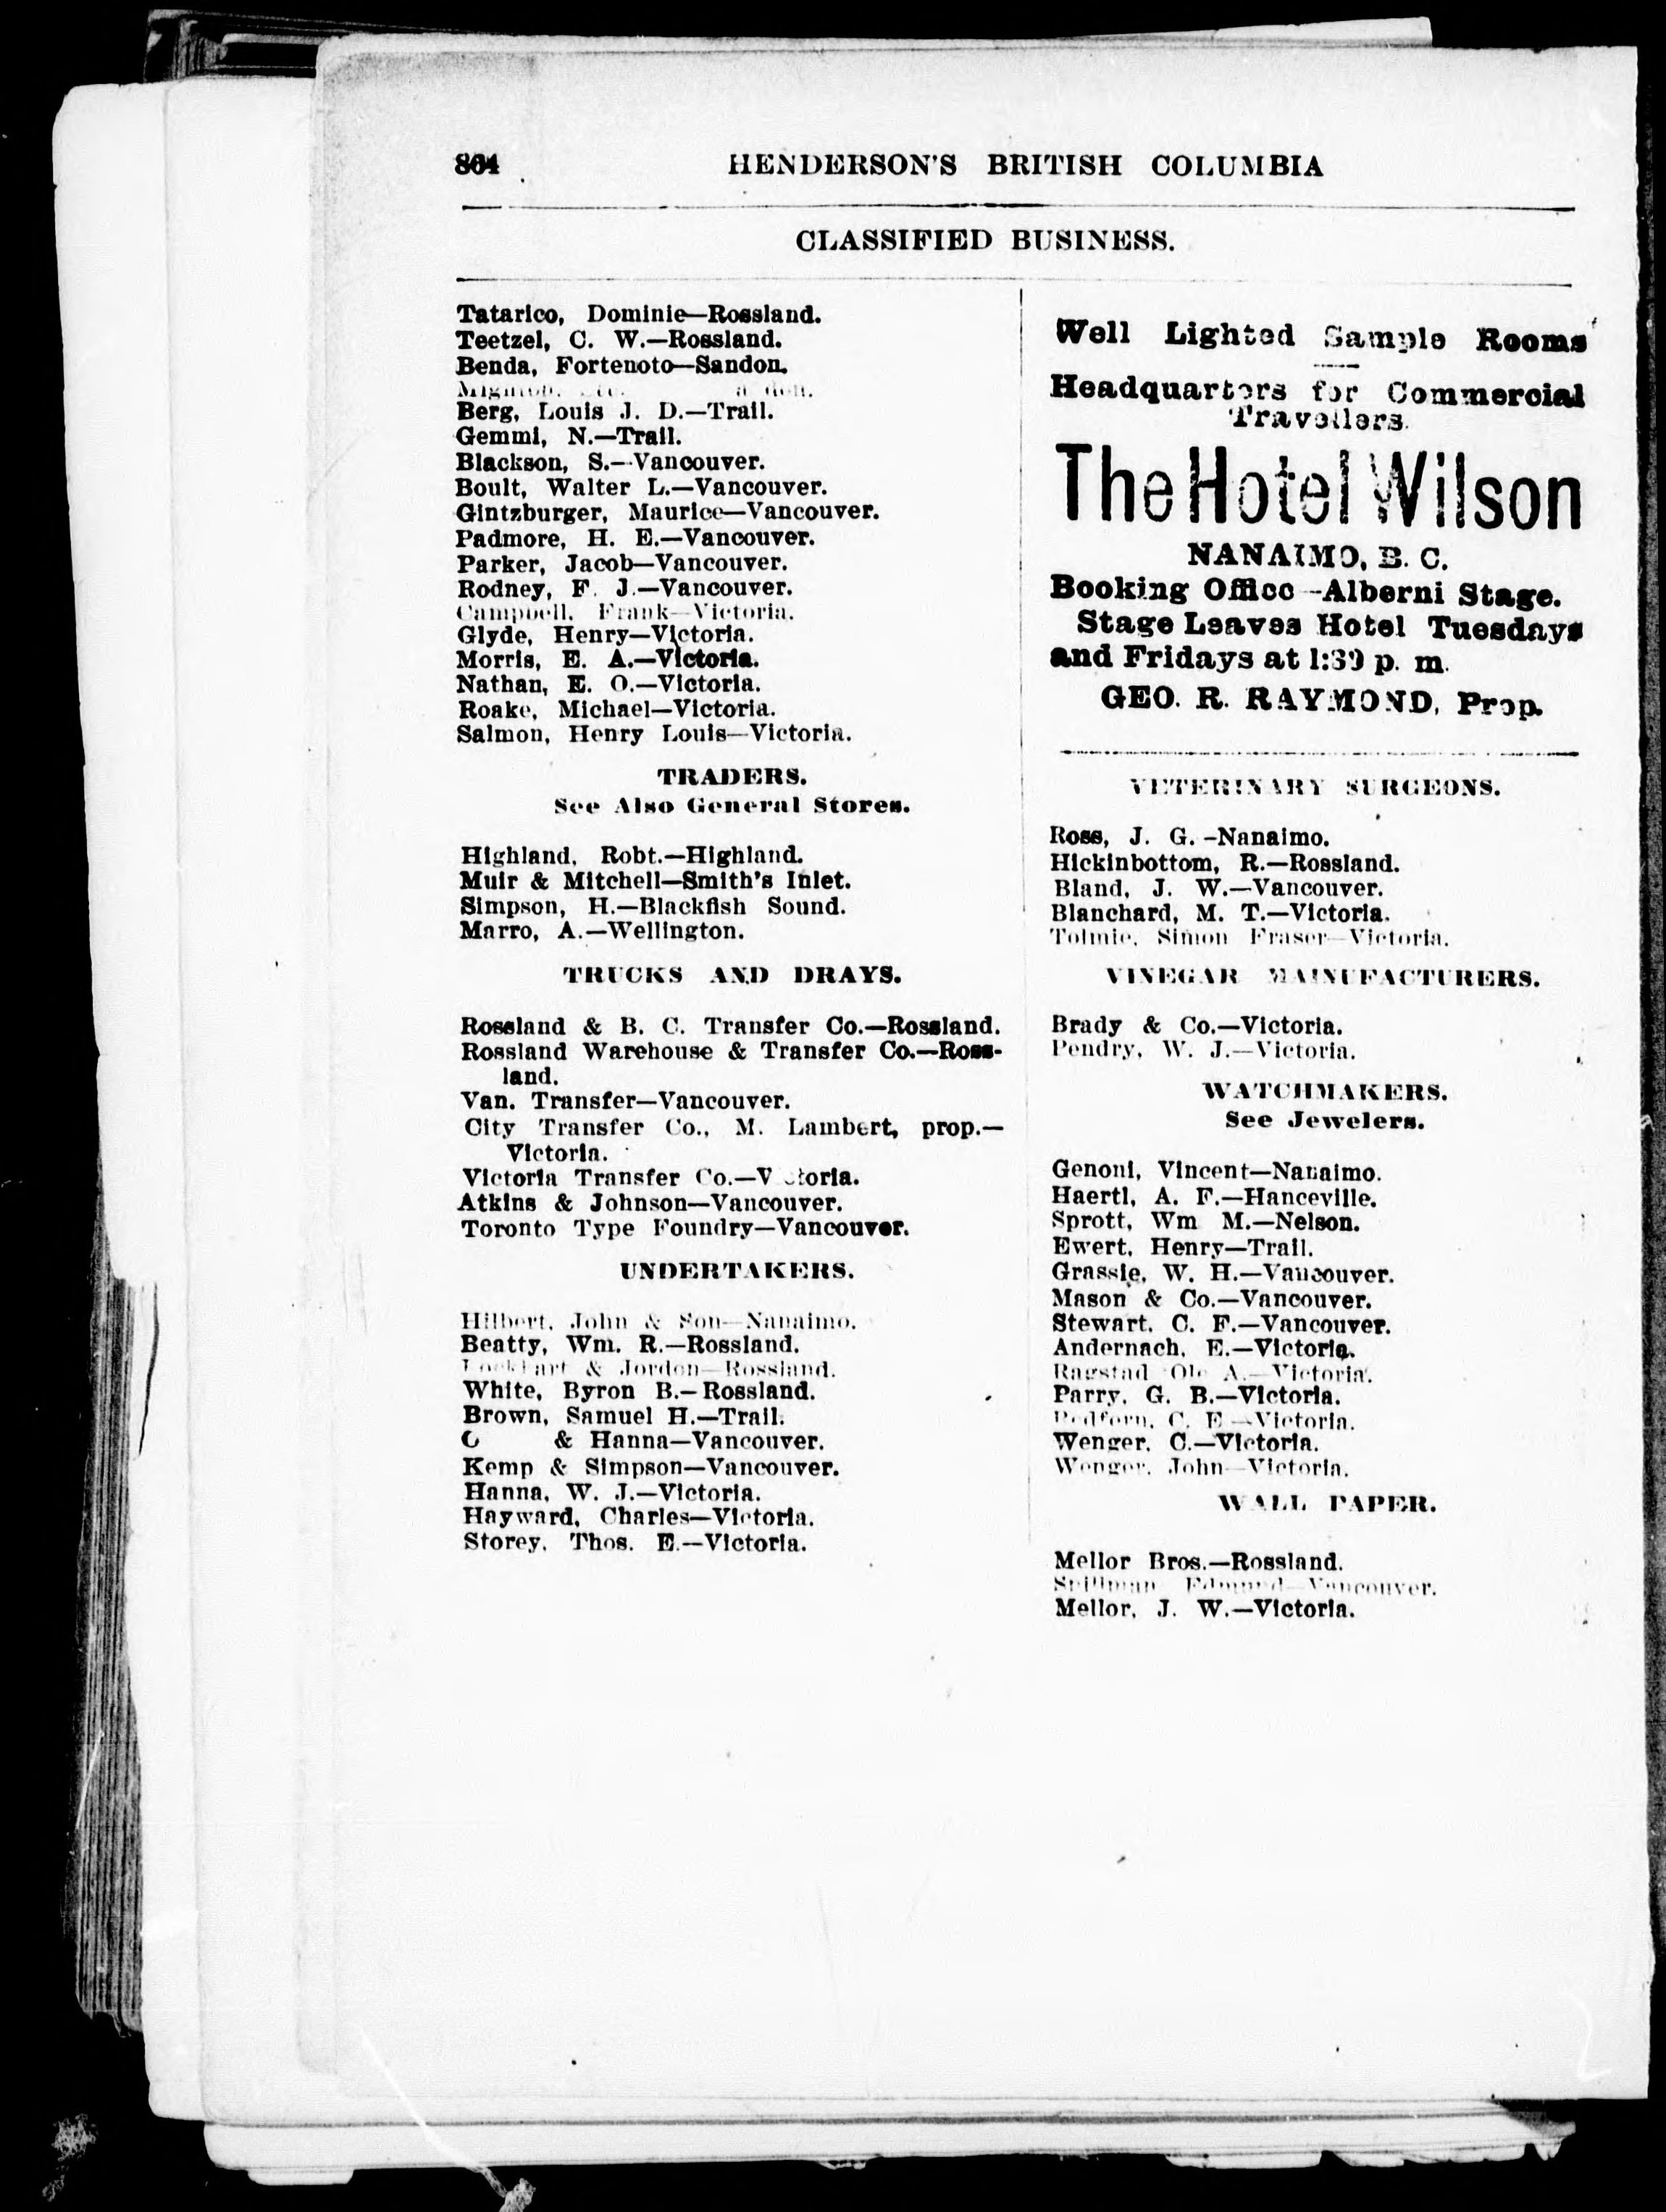 864 HENDERSON'S BRITISH COLUMBIA
CLASSIFIED BUSINESS.
Tatarico, Dominie—Rossland.
Teetzel, C. W.—Rossland.
Benda, Fortenoto—Sandon.
Berg, Louis J. D.—Trail.
Gemmi, N.—Trail.
Blackson, S.—Vancouver.
Boult, Walter L.—Vancouver.
Gintzburger, Maurice—Vancouver.
Padmore, H. E.—Vancouver.
Parker, Jacob—Vancouver.
Rodney, F. J.—Vancouver.
Campbell, Frank—Victoria.
Glyde, Henry—Victoria.
Morris, E. A.—Victoria.
Nathan, E. O.—Victoria.
Roake, Michael—Victoria.
Salmon, Henry Louis—Victoria.
TRADERS.
See Also General Stores.
Highland, Robt.—Highland.
Muir & Mitchell—Smith's Inlet.
Simpson, H.—Blackfish Sound.
Marro, A.—Wellington.
TRUCKS AND DRAYS.
Rossland & B. C. Transfer Co.—Rossland.
Rossland Warehouse & Transfer Co.—Ross-
land.
Van. Transfer—Vancouver.
City Transfer Co., M. Lambert, prop.—
Victoria.
Victoria Transfer Co.—V toria.
Atkins & Johnson—Vancouver.
Toronto Type Foundry—Vancouver.
UNDERTAKERS.
Hilbert, John & Son—Nanaimo.
Beatty, Wm. R.—Rossland.
Lockhart & Jordon—Rossland.
White, Byron B.—Rossland.
Brown, Samuel H.—Trail.
& Hanna—Vancouver.
Kemp & Simpson—Vancouver.
Hanna, W. J.—Victoria.
Hayward, Charles—Victoria.
Storey, Thos. E.—Victoria.
Well Lighted Sample Rooms
Headquarters for Commercial
Travellers.
The Hotel Wilson
NANAIMO, B. C.
Booking Office-Alberni Stage.
Stage Leaves Hotel Tuesdays
and Fridays at 1:30 p. m.
GEO. R. RAYMOND, Prop.
VETERINARY SURGEONS.
Ross, J. G.-Nanaimo.
Hickinbottom, R.—Rossland.
Bland, J. W.—Vancouver.
Blanchard, M. T.—Victoria.
Tolmie, Simon Fraser—Victoria.
VINEGAR MAINUFACTURERS.
Brady & Co.—Victoria.
Pendry, W. J.—Victoria.
WATCHMAKERS.
See Jewelers.
Genoni, Vincent—Nanaimo.
Haertl, A. F.—Hanceville.
Sprott, Wm M.—Nelson.
Ewert, Henry—Trail.
Grassie, W. H.—Vancouver.
Mason & Co.—Vancouver.
Stewart, C. F.—Vancouver.
Andernach, E.—Victoria.
Ragstad Ole A.—Victoria.
Parry, G. B.—Victoria.
Redfern, C. E.—Victoria.
Wenger, C.—Victoria.
Wenger, John—Victoria.
WALL PAPER.
Mellor Bros.—Rossland.
Spillman Edmund—Vancouver.
Mellor, J. W.—Victoria.